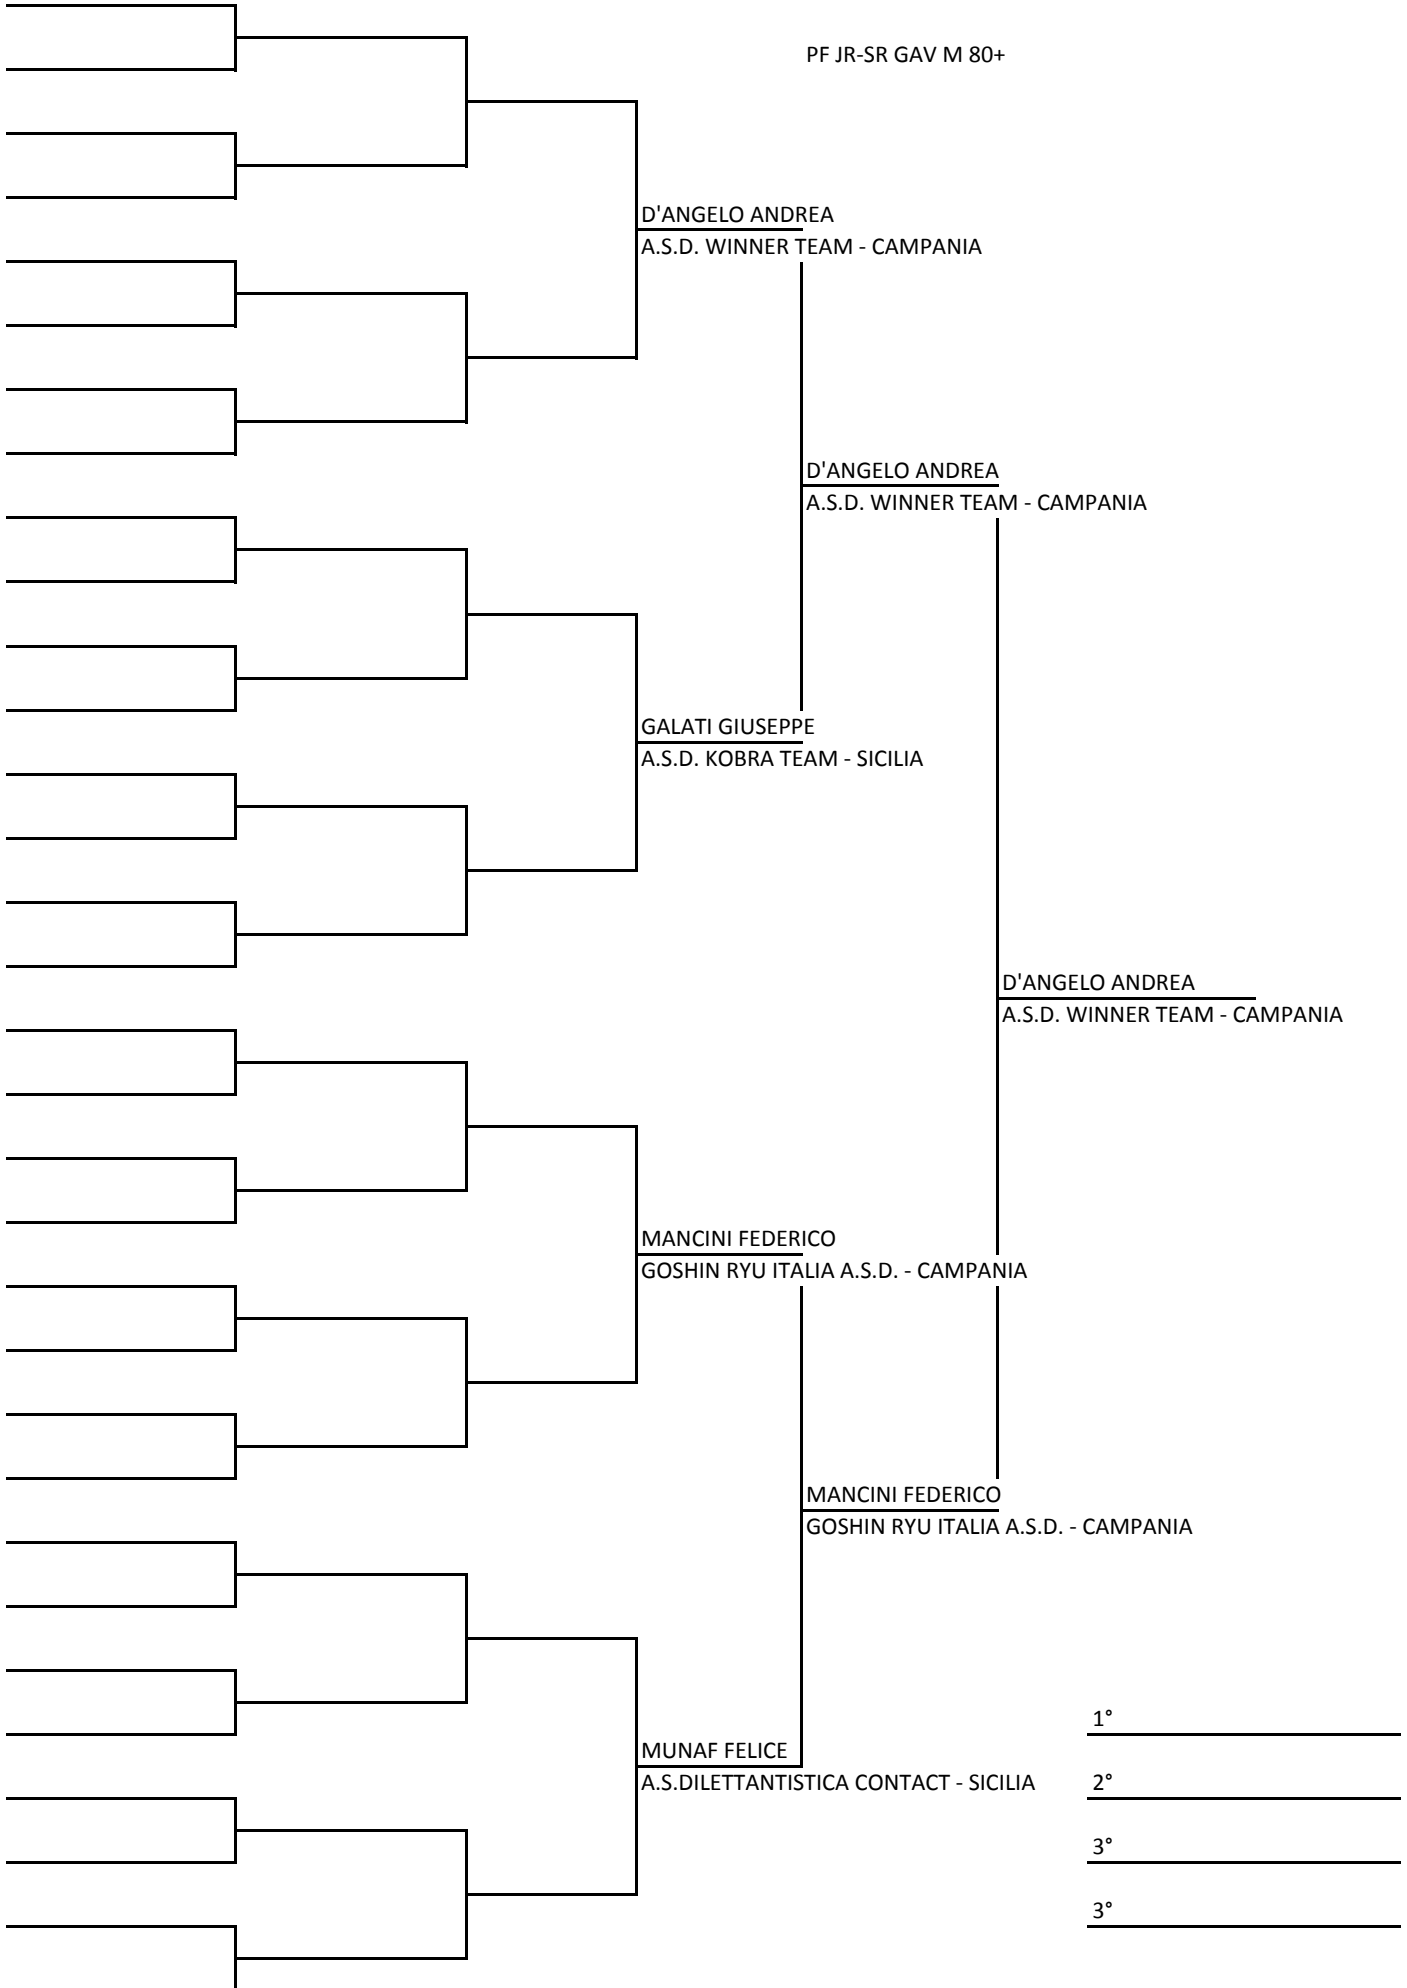 PF JR-SR GAV M 80+
D'ANGELO ANDREA
A.S.D. WINNER TEAM - CAMPANIA
D'ANGELO ANDREA
A.S.D. WINNER TEAM - CAMPANIA
GALATI GIUSEPPE
A.S.D. KOBRA TEAM - SICILIA
D'ANGELO ANDREA
A.S.D. WINNER TEAM - CAMPANIA
MANCINI FEDERICO
GOSHIN RYU ITALIA A.S.D. - CAMPANIA
MANCINI FEDERICO
GOSHIN RYU ITALIA A.S.D. - CAMPANIA
MUNAF FELICE
A.S.DILETTANTISTICA CONTACT - SICILIA
1°
2°
3°
3°